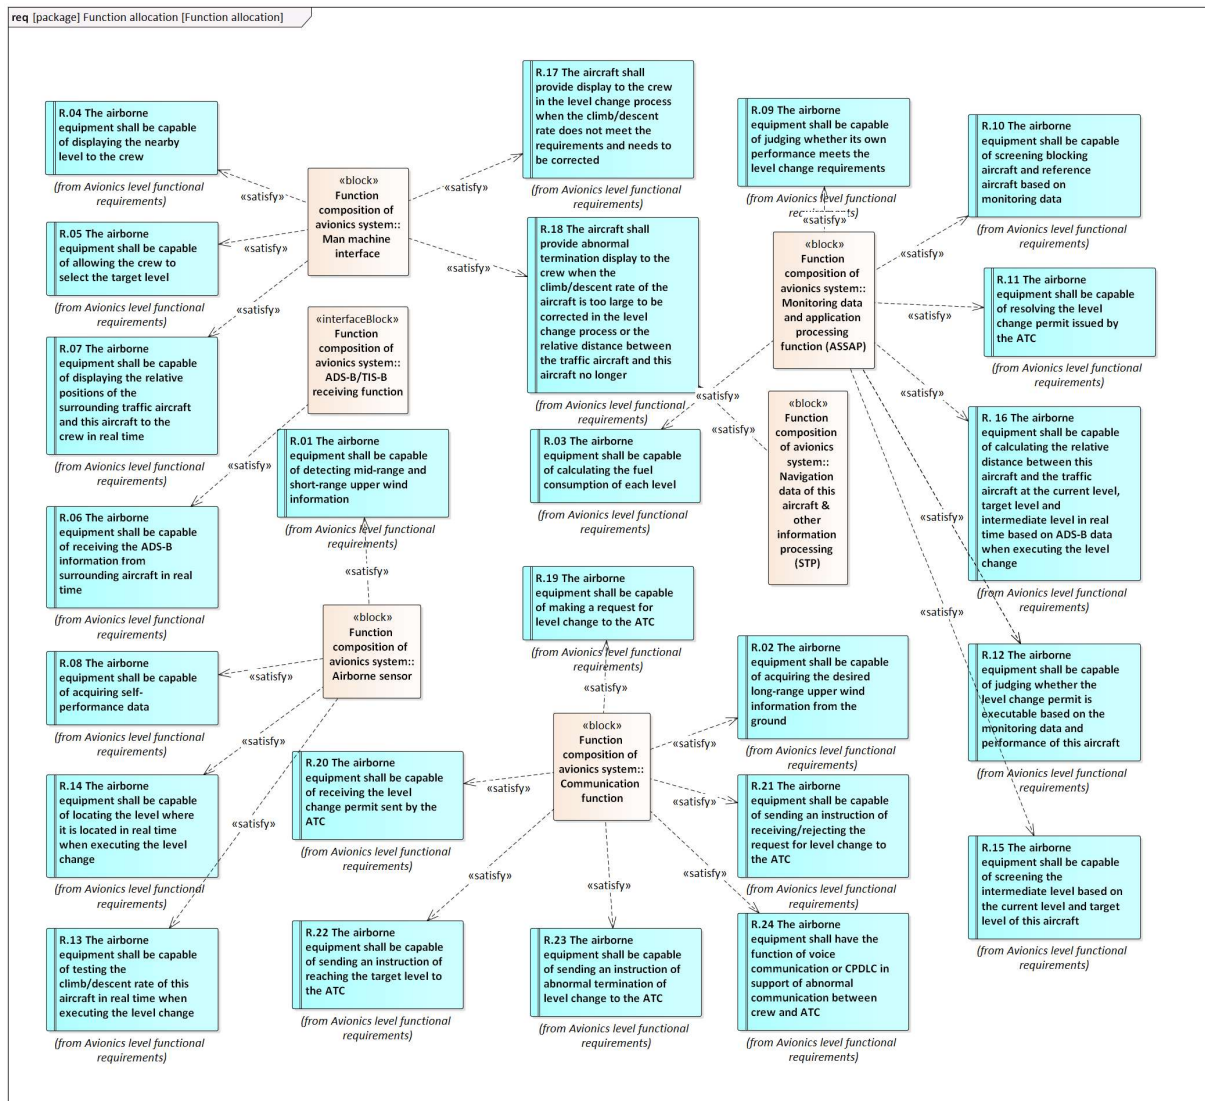 req [package] Function allocation [Function allocation]
R.17 The aircraft shall
provide display to the crew
in the level change process
when the climb/descent
rate does not meet the
requirements and needs to
be corrected
R.04 The airborne
equipment shall be capable
of displaying the nearby
level to the crew
(from Avionics level functional
requirements)
R.09 The airborne
equipment shall be capable
of judging whether its own
performance meets the
level change requirements
(from Avionics level functional
requirements)
R.10 The airborne
equipment shall be capable
of screening blocking
aircraft and reference
aircraft based on
monitoring data
(from Avionics level functional
requirements)
«block»
Function
composition of
avionics system::
Man machine
interface
«satisfy»
«satisfy»
(from Avionics level functional
requirements)
«satisfy»
R.05 The airborne
equipment shall be capable
of allowing the crew to
select the target level
(from Avionics level functional
requirements)
«satisfy»
«satisfy»
«satisfy»
R.18 The aircraft shall
provide abnormal
termination display to the
crew when the
climb/descent rate of the
aircraft is too large to be
corrected in the level
change process or the
relative distance between
the traffic aircraft and this
aircraft no longer
(from Avionics level functional
requirements)
«block»
Function
composition of
avionics system::
Monitoring data
and application
processing
function (ASSAP)
«satisfy»
«satisfy»
R.11 The airborne
equipment shall be capable
of resolving the level
change permit issued by
the ATC
(from Avionics level functional
requirements)
«interfaceBlock»
Function
composition of
avionics system::
ADS-B/TIS-B
receiving function
R.07 The airborne
equipment shall be capable
of displaying the relative
positions of the
surrounding traffic aircraft
and this aircraft to the
crew in real time
(from Avionics level functional
requirements)
«satisfy»
«satisfy»
«satisfy»
«block»
Function
composition
of avionics
system::
Navigation
data of this
aircraft &
other
information
processing
(STP)
«satisfy»
R. 16 The airborne
equipment shall be capable
of calculating the relative
distance between this
aircraft and the traffic
aircraft at the current level,
target level and
intermediate level in real
time based on ADS-B data
when executing the level
change
(from Avionics level functional
requirements)
R.01 The airborne
equipment shall be capable
of detecting mid-range and
short-range upper wind
information
(from Avionics level functional
requirements)
R.03 The airborne
equipment shall be capable
of calculating the fuel
consumption of each level
(from Avionics level functional
requirements)
R.06 The airborne
equipment shall be capable
of receiving the ADS-B
information from
surrounding aircraft in real
time
(from Avionics level functional
requirements)
«satisfy»
«satisfy»
«satisfy»
R.19 The airborne
equipment shall be capable
of making a request for
level change to the ATC
(from Avionics level functional
requirements)
«block»
Function
composition of
avionics system::
Airborne sensor
R.08 The airborne
equipment shall be capable
of acquiring self-
performance data
(from Avionics level functional
requirements)
«satisfy»
«satisfy»
R.02 The airborne
equipment shall be capable
of acquiring the desired
long-range upper wind
information from the
ground
(from Avionics level functional
requirements)
R.12 The airborne
equipment shall be capable
of judging whether the
level change permit is
executable based on the
monitoring data and
performance of this aircraft
(from Avionics level functional
requirements)
«satisfy»
«satisfy»
«block»
Function
composition of
avionics system::
Communication
function
«satisfy»
R.20 The airborne
equipment shall be capable
of receiving the level
change permit sent by the
ATC
(from Avionics level functional
requirements)
«satisfy»
«satisfy»
R.14 The airborne
equipment shall be capable
of locating the level where
it is located in real time
when executing the level
change
(from Avionics level functional
requirements)
«satisfy»
R.21 The airborne
equipment shall be capable
of sending an instruction of
receiving/rejecting the
request for level change to
the ATC
(from Avionics level functional
requirements)
R.15 The airborne
equipment shall be capable
of screening the
intermediate level based on
the current level and target
level of this aircraft
(from Avionics level functional
requirements)
«satisfy»
«satisfy»
«satisfy»
R.13 The airborne
equipment shall be capable
of testing the
climb/descent rate of this
aircraft in real time when
executing the level change
(from Avionics level functional
requirements)
R.22 The airborne
equipment shall be capable
of sending an instruction of
reaching the target level to
the ATC
(from Avionics level functional
requirements)
R.23 The airborne
equipment shall be capable
of sending an instruction of
abnormal termination of
level change to the ATC
(from Avionics level functional
requirements)
R.24 The airborne
equipment shall have the
function of voice
communication or CPDLC in
support of abnormal
communication between
crew and ATC
(from Avionics level functional
requirements)